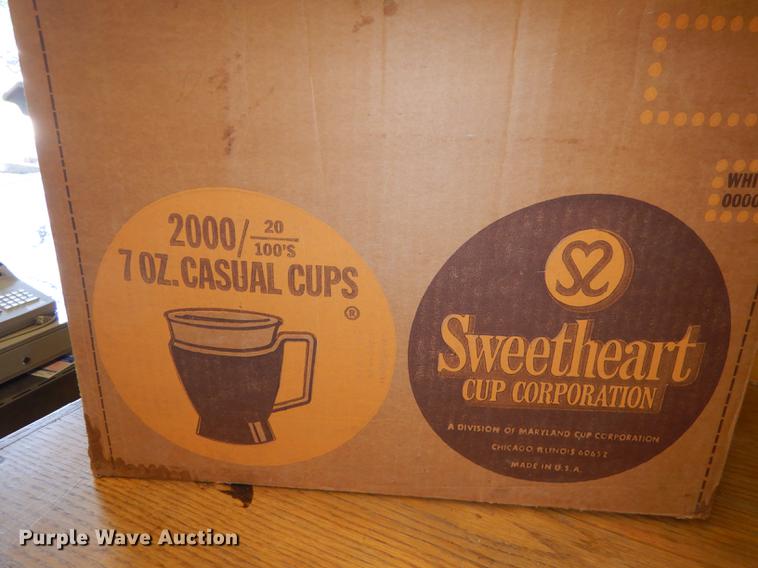 2000/ 20
100'S
7 OZ. CASUAL CUPS
®
Sweetheart
CUP CORPORATION
A DIVISION OF MARYLAND CUP CORPORATION
CHICAGO ILLINOIS 60652
MADE IN U.S.A.
WHI
0000
Purple Wave Auction